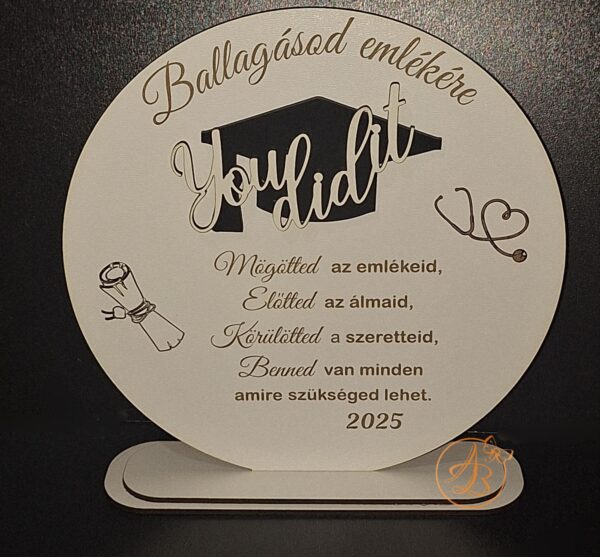 Ballagásod emlékére
You did it
Mögötted az emlékeid,
Előtted az álmaid,
Körülötted a szeretteid,
Benned van minden
amire szükséged lehet.
2025
AB